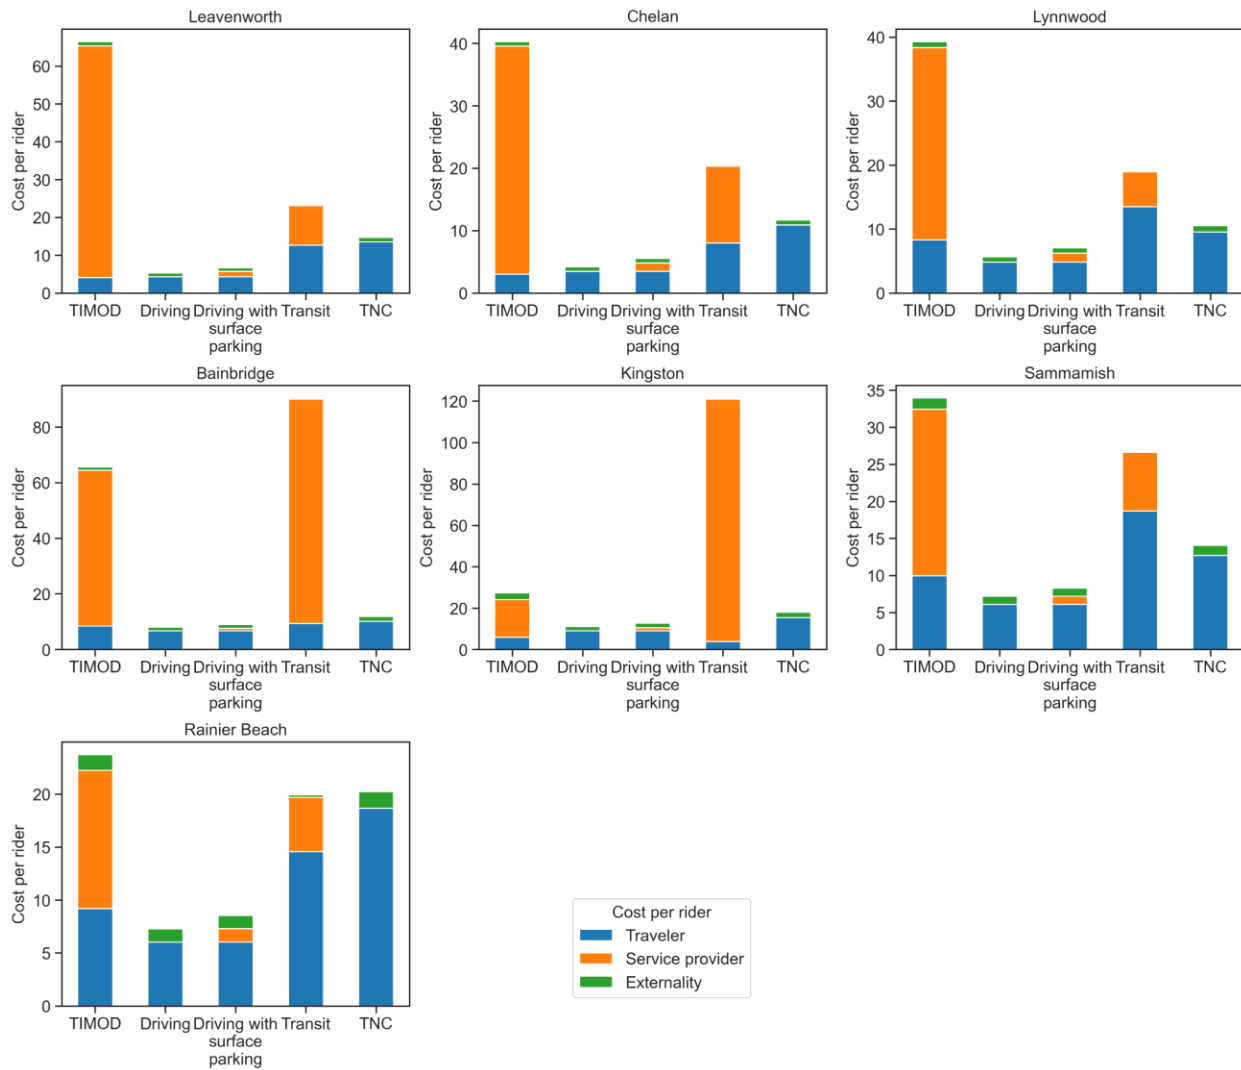 Leavenworth
Cost per rider
60
50
40
30
20
10
0
TIMOD
Driving
Driving with
surface
parking
Transit
TNC
Chelan
Cost per rider
40
30
20
10
0
TIMOD
Driving
Driving with
surface
parking
Transit
TNC
Lynnwood
Cost per rider
40
30
20
10
0
TIMOD
Driving
Driving with
surface
parking
Transit
TNC
Bainbridge
Cost per rider
80
60
40
20
0
TIMOD
Driving
Driving with
surface
parking
Transit
TNC
Kingston
Cost per rider
120
100
80
60
40
20
0
TIMOD
Driving
Driving with
surface
parking
Transit
TNC
Sammamish
Cost per rider
35
30
25
20
15
10
5
0
TIMOD
Driving
Driving with
surface
parking
Transit
TNC
Rainier Beach
Cost per rider
20
15
10
5
0
TIMOD
Driving
Driving with
surface
parking
Transit
TNC
Cost per rider
Traveler
Service provider
Externality